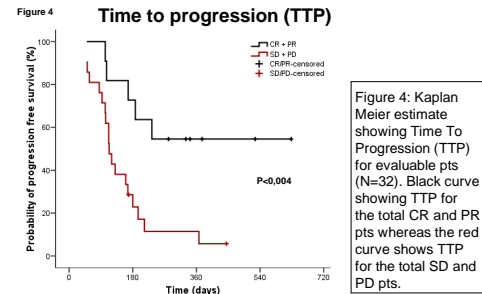 Figure 4
Time to progression (TTP)
CR + PR
SD + PD
CR/PR-censored
SD/PD-censored
Probability of progression free survival (%)
100
80
60
40
20
0
P<0,004
0 180 360 540 720
Time (days)
Figure 4: Kaplan
Meier estimate
showing Time To
Progression (TTP)
for evaluable pts
(N=32). Black curve
showing TTP for
the total CR and PR
pts whereas the red
curve shows TTP
for the total SD and
PD pts.